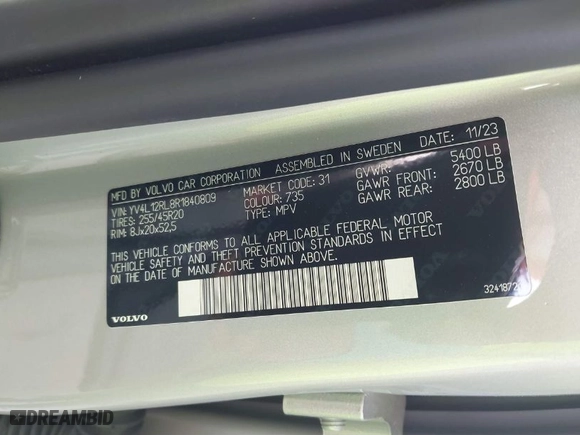 MFD BY VOLVO CAR CORPORATION ASSEMBLED IN SWEDEN DATE: 11/23
VIN:YV4L12RL8R1840809 MARKET CODE: 31 GVWR: 5400 LB
TIRES: 255/45R20 COLOUR: 735 GAWR FRONT: 2670 LB
RIM: 8Jx20x52,5 TYPE: MPV GAWR REAR: 2800 LB
THIS VEHICLE CONFORMS TO ALL APPLICABLE FEDERAL MOTOR
VEHICLE SAFETY AND THEFT PREVENTION STANDARDS IN EFFECT
ON THE DATE OF MANUFACTURE SHOWN ABOVE.
VOLVO
DREAMBID